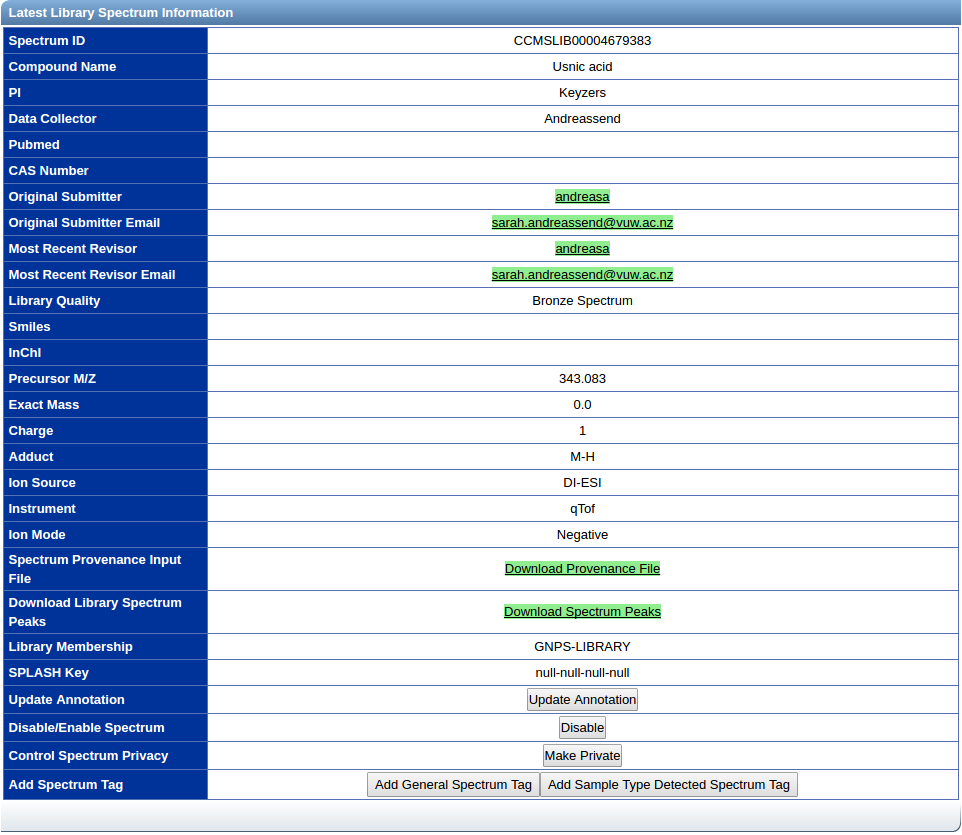 Latest Library Spectrum Information
Spectrum ID CCMSLIB00004679383
Compound Name Usnic acid
PI Keyzers
Data Collector Andreassend
Pubmed
CAS Number
Original Submitter andreasa
Original Submitter Email sarah.andreassend@vuw.ac.nz
Most Recent Revisor andreasa
Most Recent Revisor Email sarah.andreassend@vuw.ac.nz
Library Quality Bronze Spectrum
Smiles
InChI
Precursor M/Z 343.083
Exact Mass 0.0
Charge 1
Adduct M-H
Ion Source DI-ESI
Instrument qTof
Ion Mode Negative
Spectrum Provenance Input
File
Download Provenance File
Download Library Spectrum
Peaks
Download Spectrum Peaks
Library Membership GNPS-LIBRARY
SPLASH Key null-null-null-null
Update Annotation Update Annotation
Disable/Enable Spectrum Disable
Control Spectrum Privacy Make Private
Add Spectrum Tag Add General Spectrum Tag Add Sample Type Detected Spectrum Tag